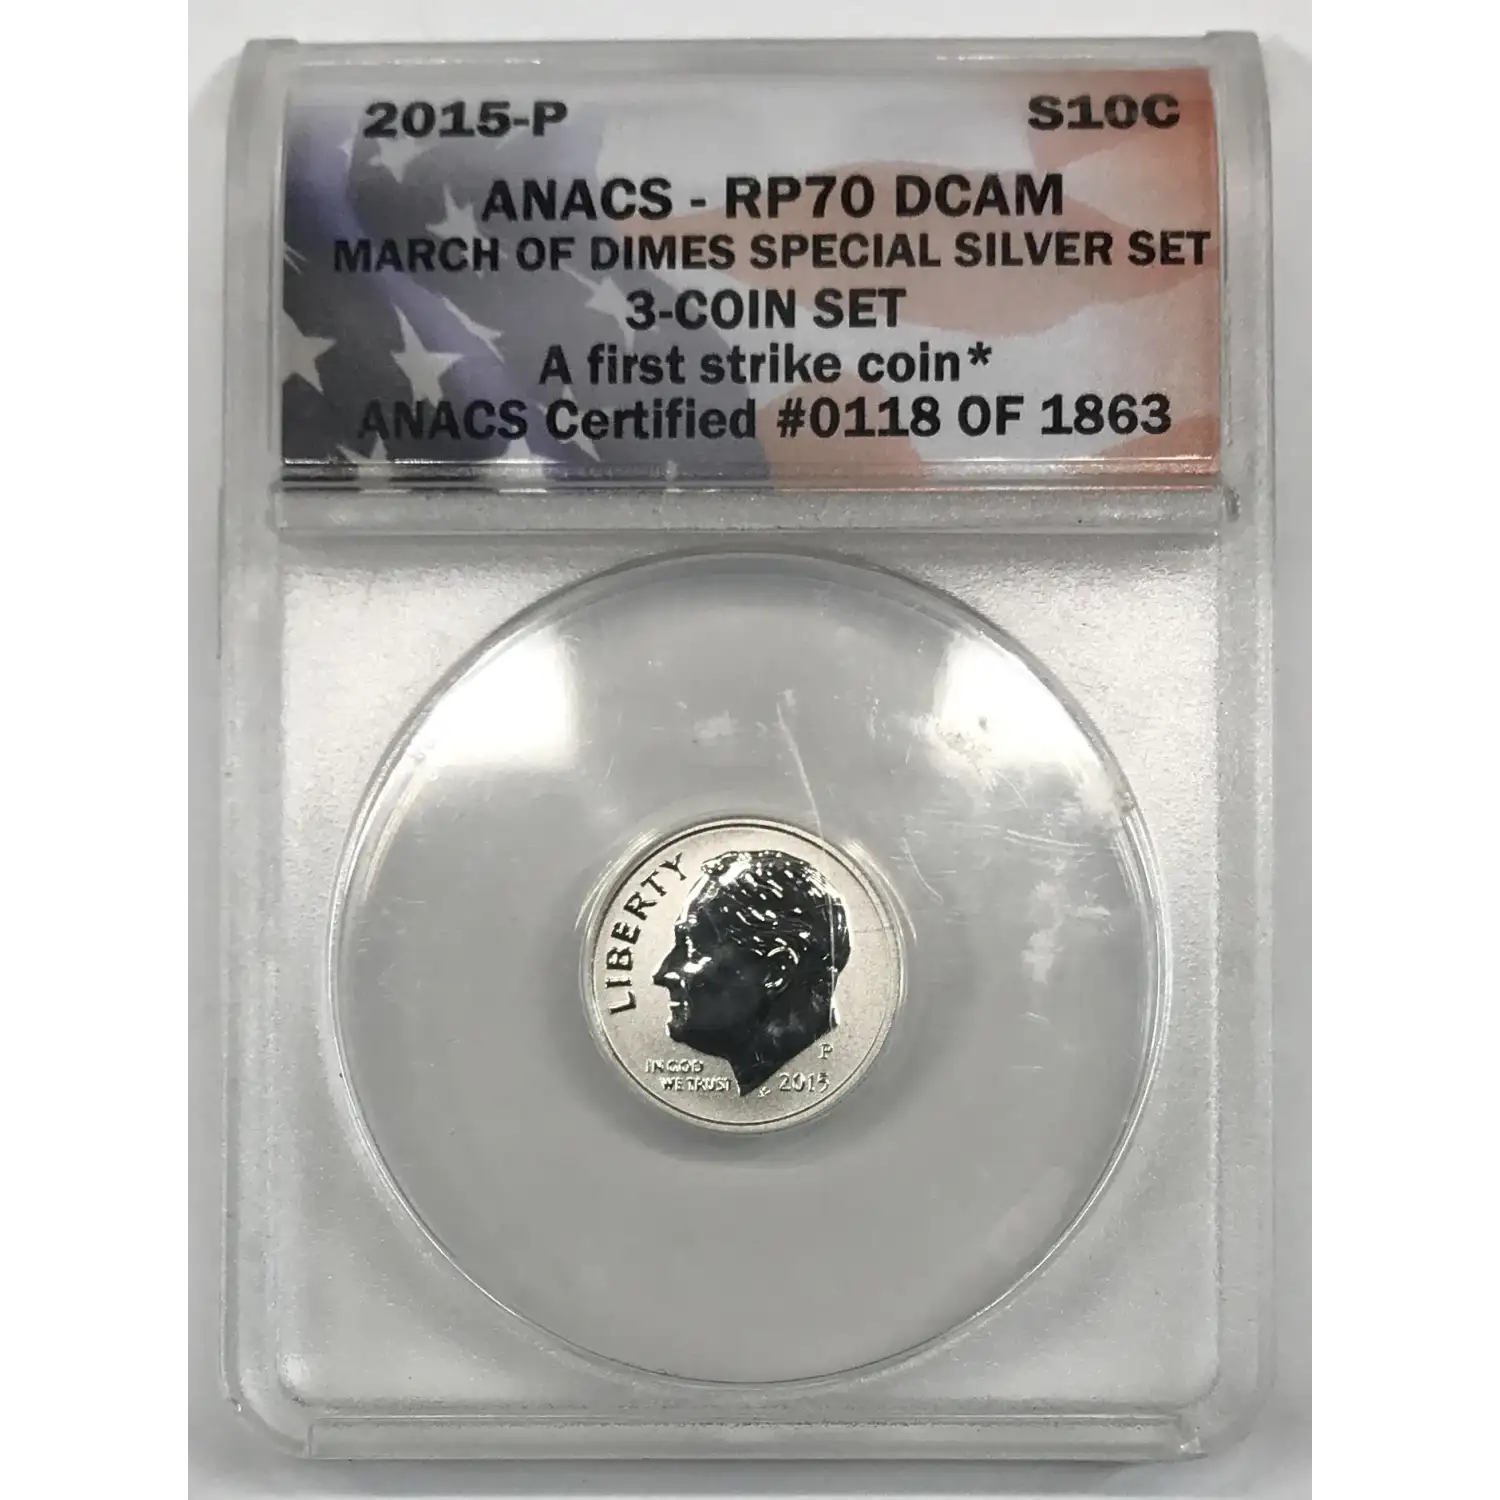 2015-P S10C
ANACS - RP70 DCAM
MARCH OF DIMES SPECIAL SILVER SET
3-COIN SET
A first strike coin*
ANACS Certified #0118 OF 1863
LIBERTY
P
IN GOD
WE TRUST
2015